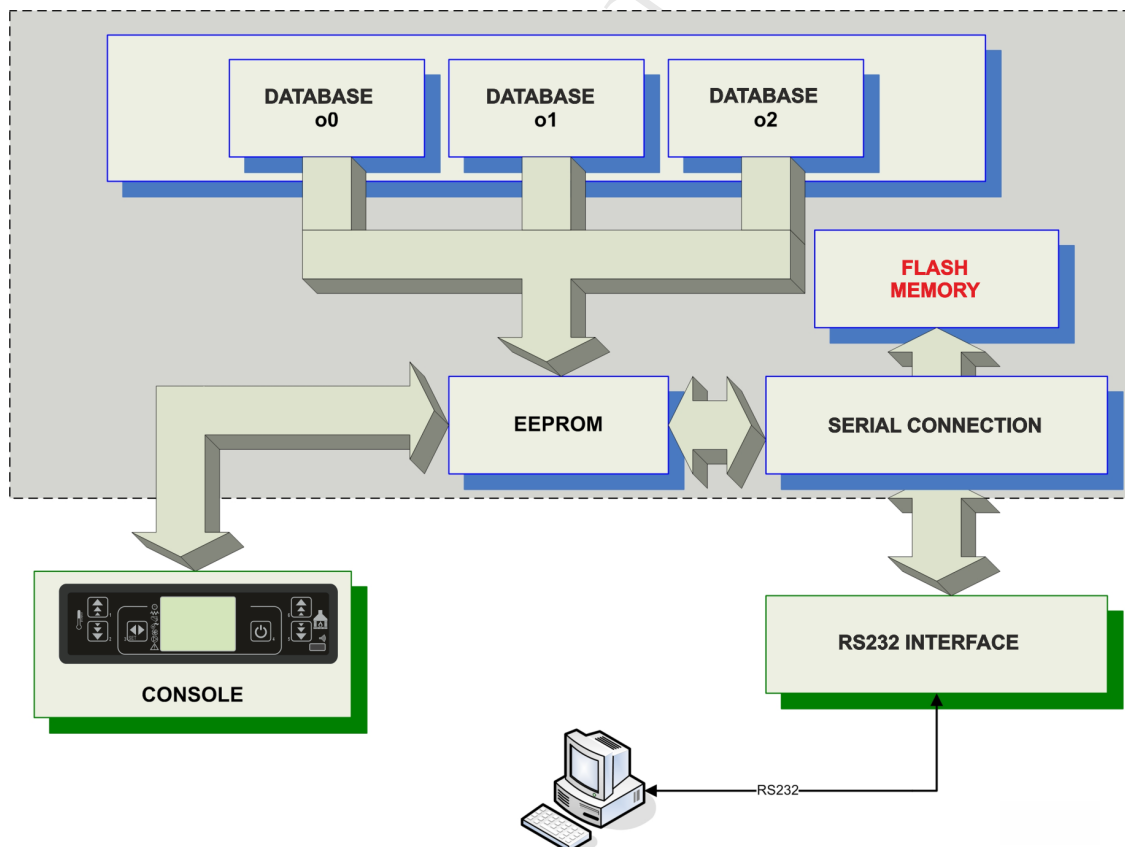 DATABASE
o0
DATABASE
o1
DATABASE
o2
FLASH
MEMORY
EEPROM
SERIAL CONNECTION
RS232 INTERFACE
CONSOLE
RS232